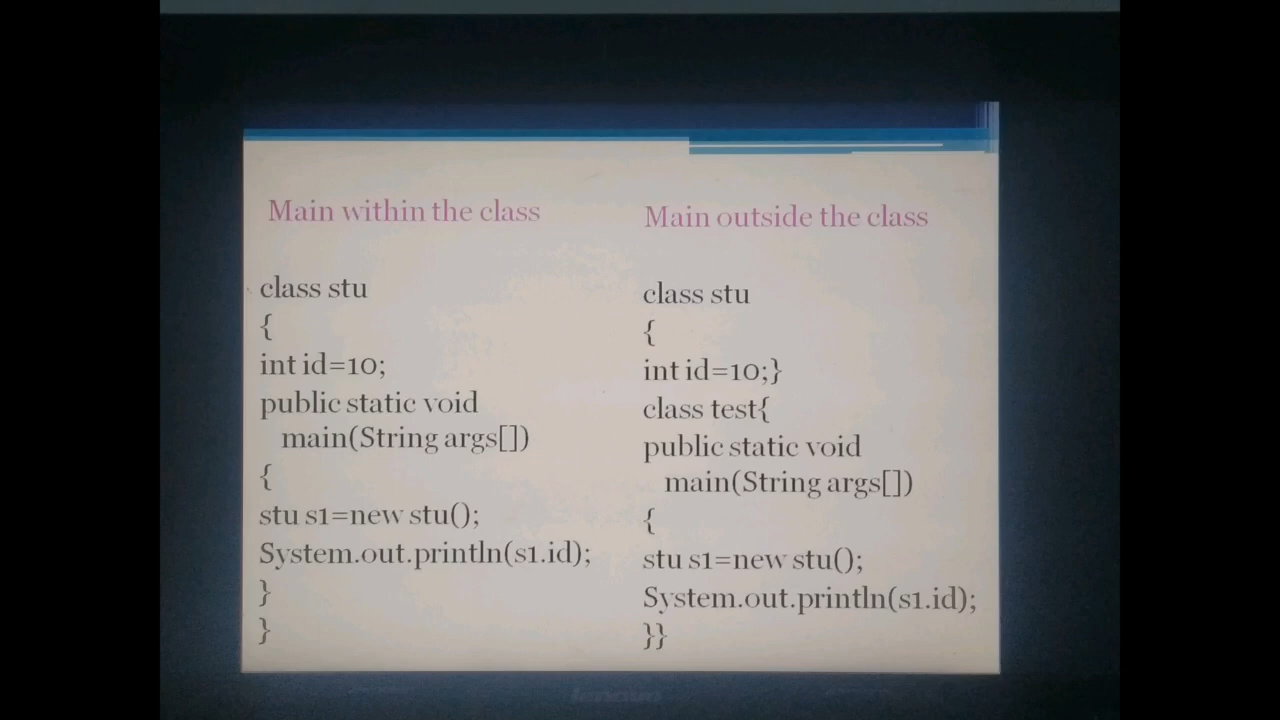 Main within the class
class stu
{
int id=10;
public static void
main(String args[])
{
stu s1=new stu();
System.out.println(s1.id);
}
}
Main outside the class
class stu
{
int id=10;}
class test{
public static void
main(String args[])
{
stu s1=new stu();
System.out.println(s1.id);
}}
lenovo